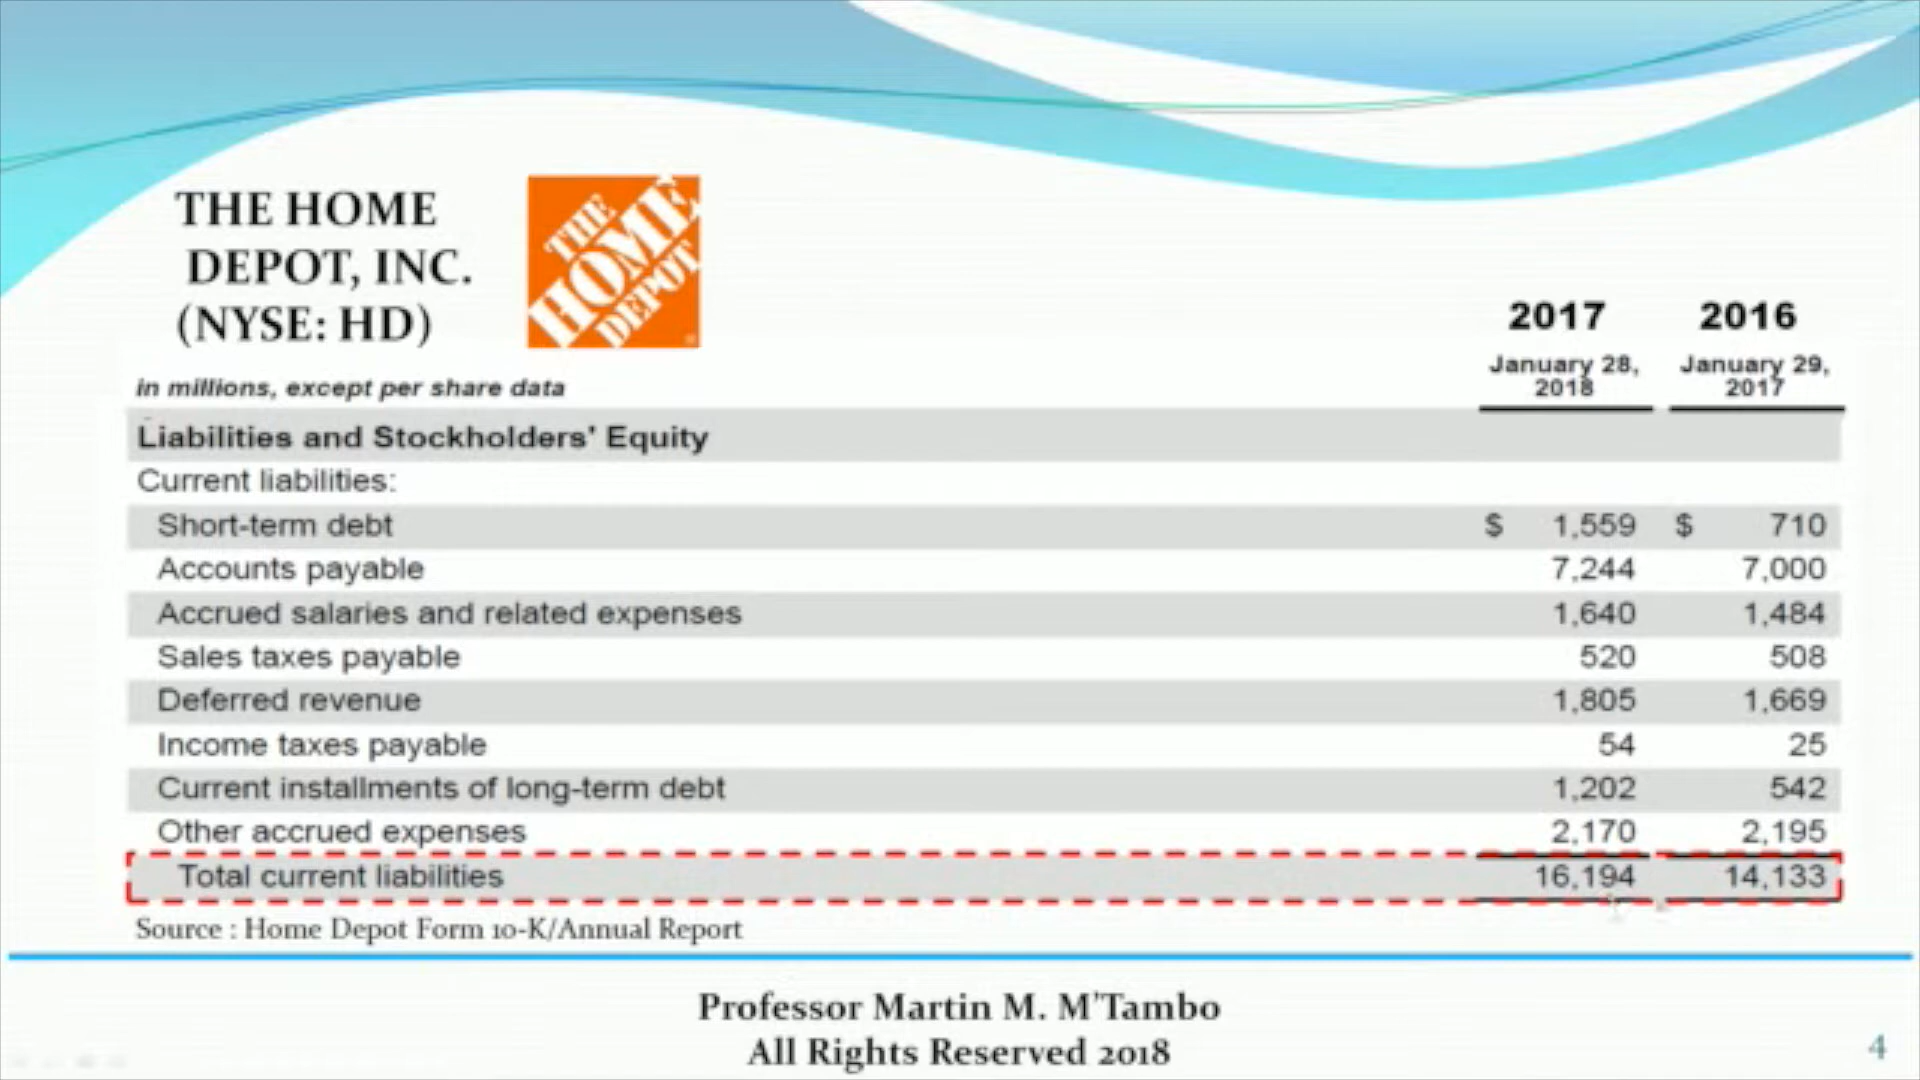 THE HOME
DEPOT, INC.
(NYSE: HD)
THE
HOME
DEPOT
2017 2016
January 28, January 29,
2018 2017
in millions, except per share data
Liabilities and Stockholders' Equity
Current liabilities:
Short-term debt $ 1,559 $ 710
Accounts payable 7,244 7,000
Accrued salaries and related expenses 1,640 1,484
Sales taxes payable 520 508
Deferred revenue 1,805 1,669
Income taxes payable 54 25
Current installments of long-term debt 1,202 542
Other accrued expenses 2,170 2,195
Total current liabilities 16,194 14,133
Source : Home Depot Form 10-K/Annual Report
Professor Martin M. M'Tambo
All Rights Reserved 2018
4